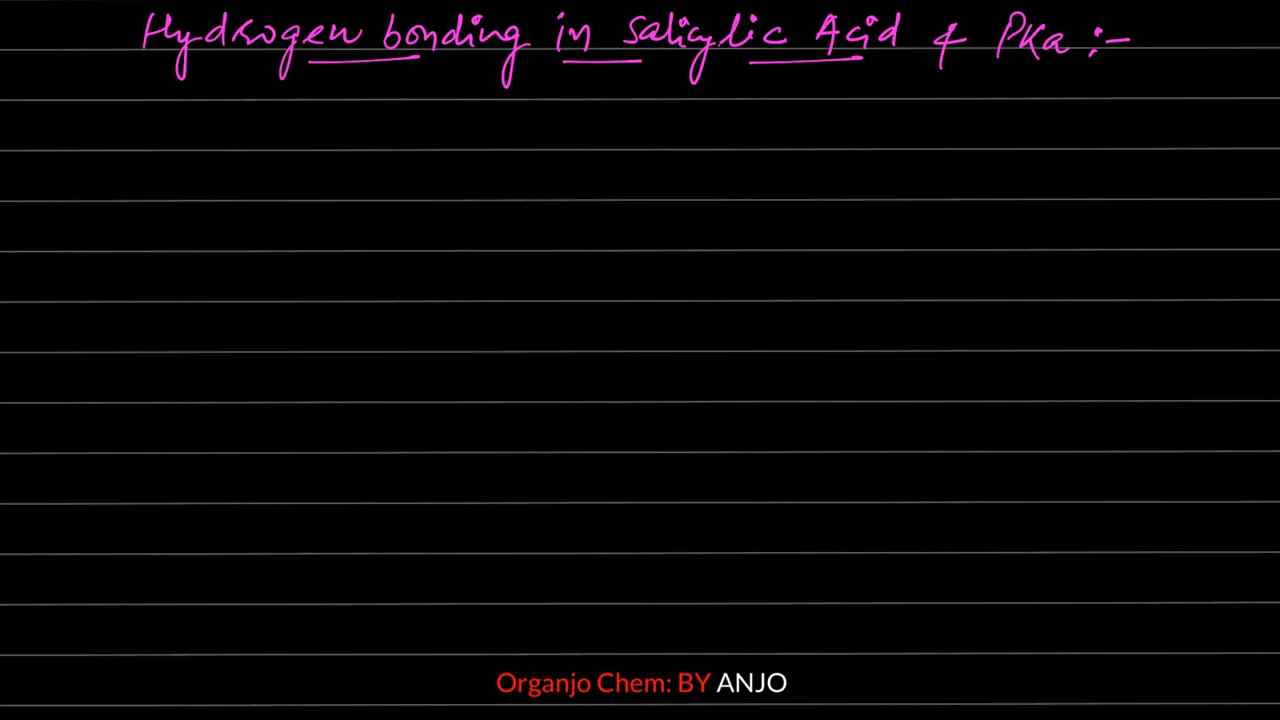 Hydrogen bonding in Salicylic Acid & PKa :-
Organjo Chem: BY ANJO